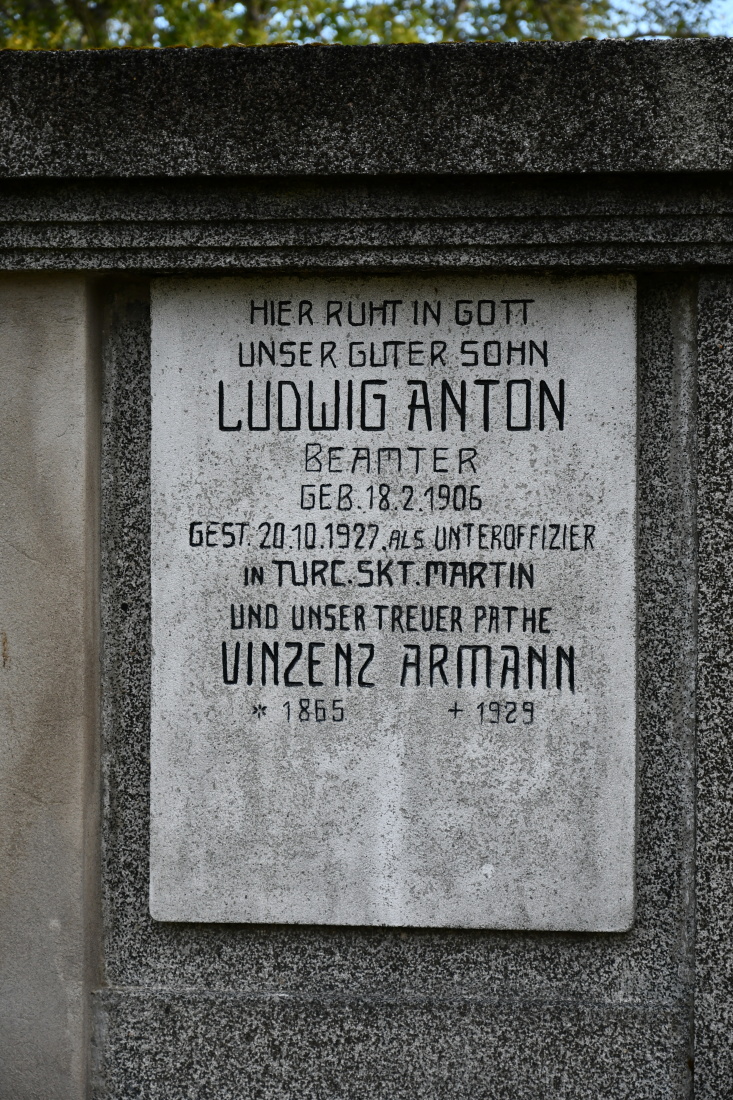 HIER RUHT IN GOTT
UNSER GUTER SOHN
LUDWIG ANTON
BEAMTER
GEB. 18.2.1906
GEST. 20.10.1927, ALS UNTEROFFIZIER
IN TURC. SKT. MARTIN
UND UNSER TREUER PATHE
VINZENZ ARMANN
* 1865 + 1929